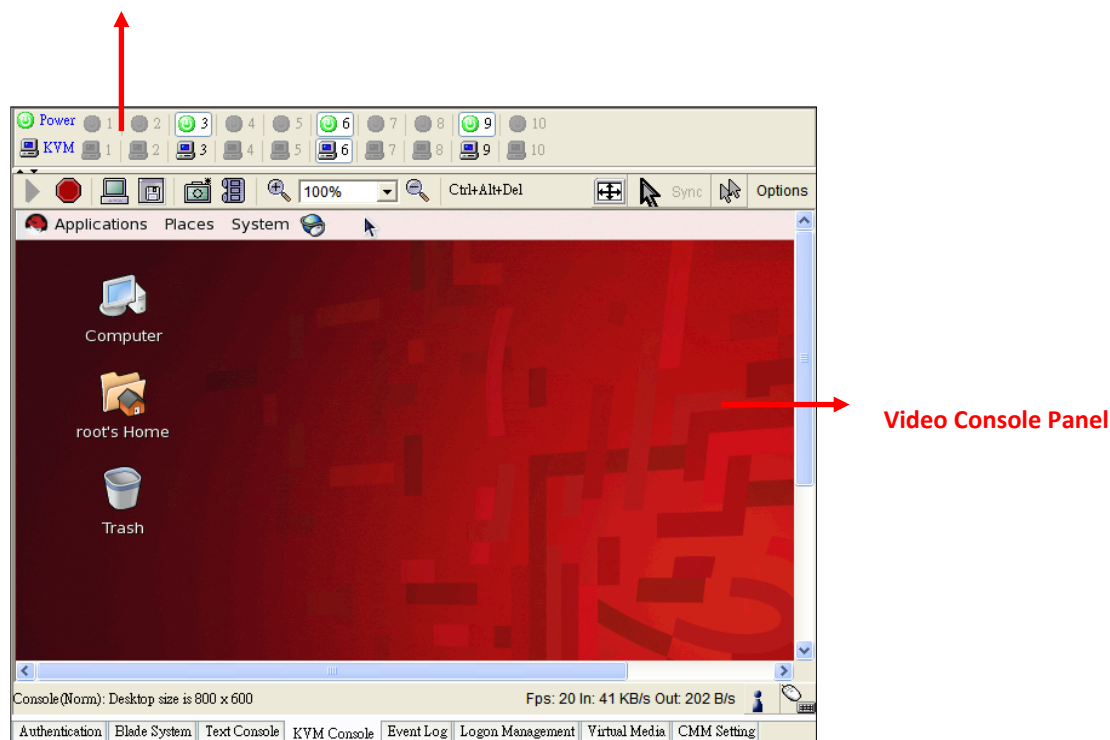 Power 1 2 3 4 5 6 7 8 9 10
KVM 1 2 3 4 5 6 7 8 9 10
100% Ctrl+Alt+Del Sync Options
Applications Places System
Computer
root's Home
Video Console Panel
Trash
Console(Norm): Desktop size is 800 x 600 Fps: 20 In: 41 KB/s Out: 202 B/s
Authentication Blade System Text Console KVM Console Event Log Logon Management Virtual Media CMM Setting